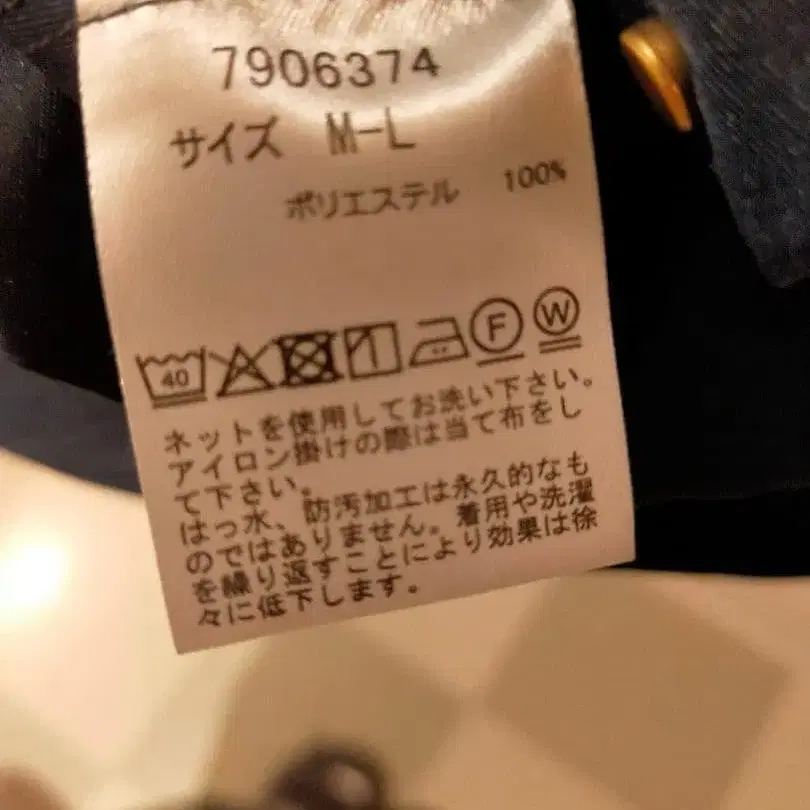 7906374
サイズ M-L
ポリエステル 100%
40 F W
ネットを使用してお洗い下さい。
アイロン掛けの際は当て布をし
て下さい。
はっ水、防汚加工は永久的なも
のではありません。着用や洗濯
を繰り返すことにより効果は徐
々に低下します。